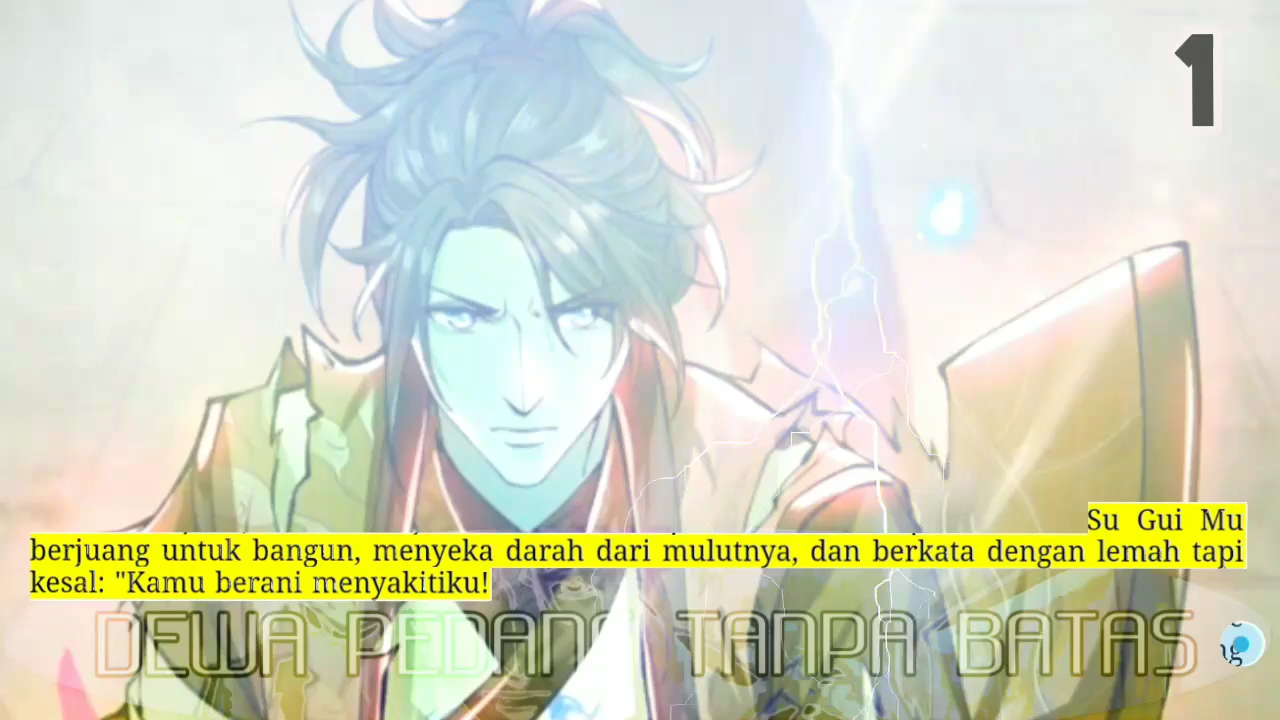 1
Su Gui Mu
berjuang untuk bangun, menyeka darah dari mulutnya, dan berkata dengan lemah tapi
kesal: "Kamu berani menyakitiku!
DEWA PEDANG TANPA BATAS